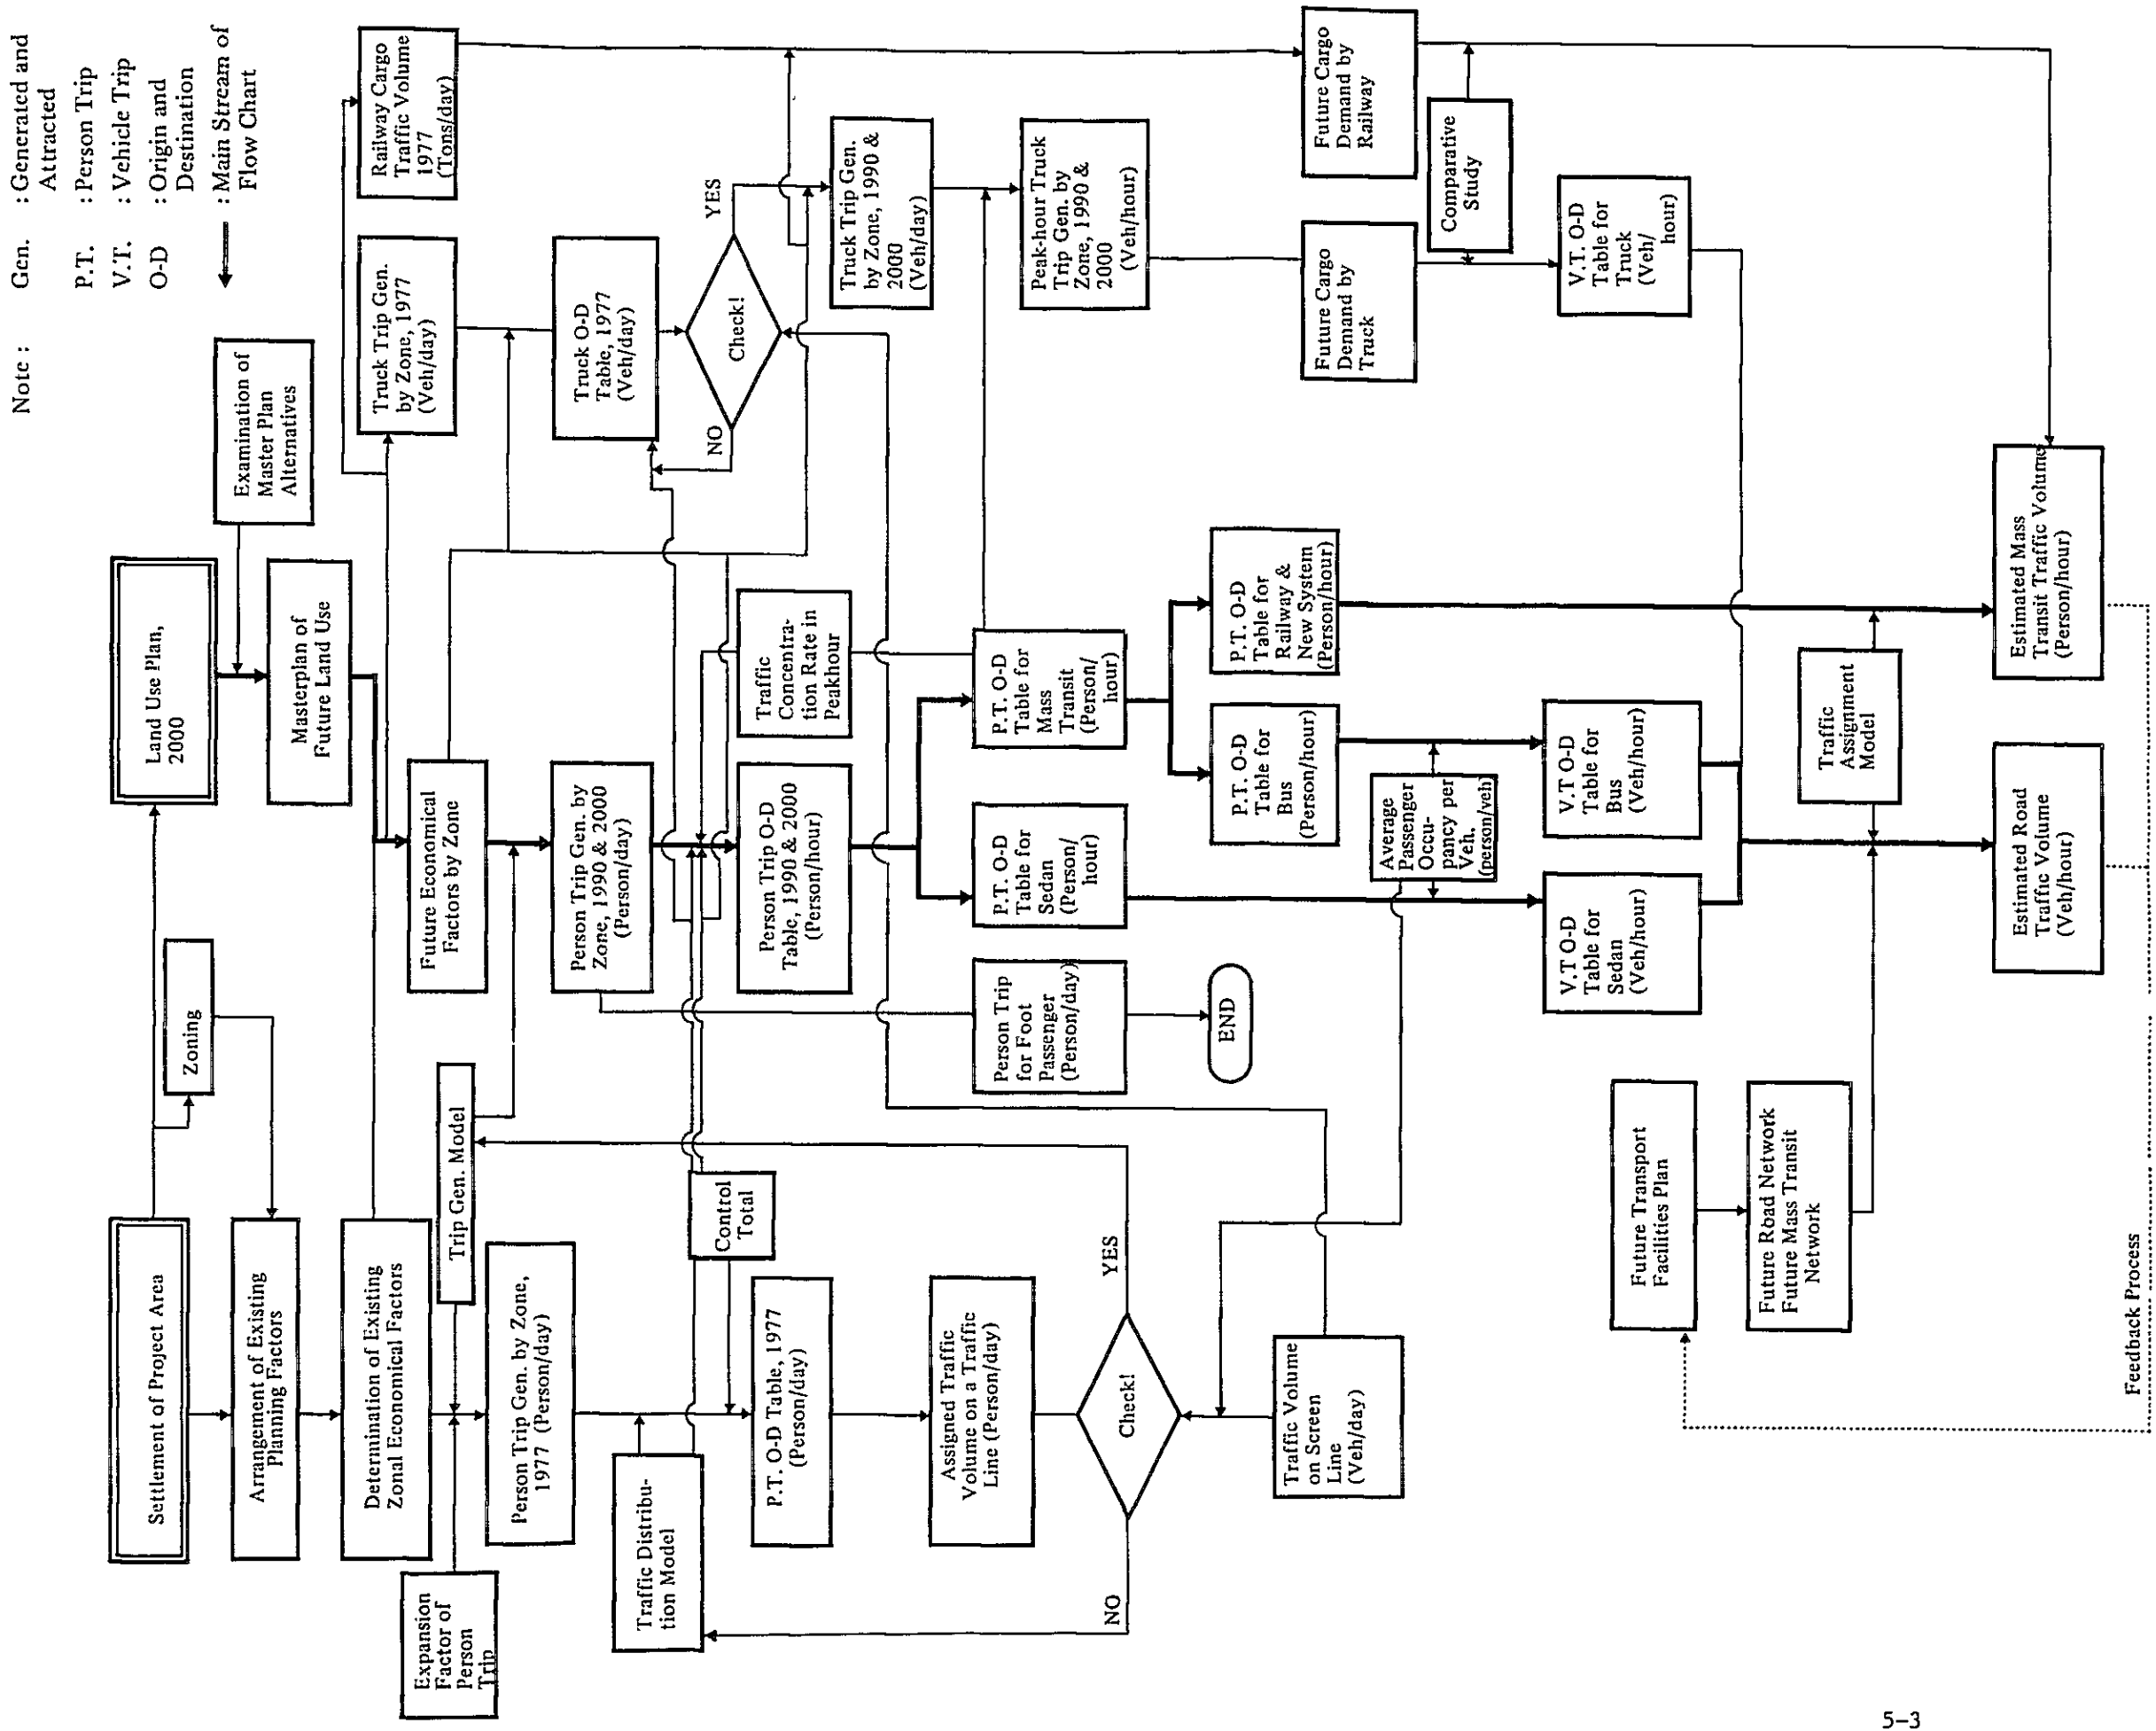 Note :
Gen. : Generated and
Attracted
P.T. : Person Trip
V.T. : Vehicle Trip
O-D : Origin and
Destination
: Main Stream of
Flow Chart
Settlement of Project Area
Zoning
Land Use Plan,
2000
Examination of
Master Plan
Alternatives
Arrangement of Existing
Planning Factors
Masterplan of
Future Land Use
Determination of Existing
Zonal Economical Factors
Future Economical
Factors by Zone
Truck Trip Gen.
by Zone, 1977
(Veh/day)
Railway Cargo
Traffic Volume
1977
(Tons/day)
Expansion
Factor of
Person
Trip
Trip Gen. Model
Person Trip Gen. by Zone,
1977 (Person/day)
Person Trip Gen. by
Zone, 1990 & 2000
(Person/day)
Truck O-D
Table, 1977
(Veh/day)
Traffic Distribu-
tion Model
Control
Total
NO
Check!
YES
P.T. O-D Table, 1977
(Person/day)
Person Trip O-D
Table, 1990 & 2000
(Person/hour)
Traffic
Concentra-
tion Rate in
Peakhour
Truck Trip Gen.
by Zone, 1990 &
2000
(Veh/day)
Assigned Traffic
Volume on a Traffic
Line (Person/day)
Person Trip
for Foot
Passenger
(Person/day)
P.T. O-D
Table for
Sedan
(Person/
hour)
P.T. O-D
Table for
Mass
Transit
(Person/
hour)
Peak-hour Truck
Trip Gen. by
Zone, 1990 &
2000
(Veh/hour)
NO
Check!
YES
END
P.T. O-D
Table for
Bus
(Person/hour)
P.T. O-D
Table for
Railway &
New System
(Person/hour)
Traffic Volume
on Screen
Line
(Veh/day)
Future Cargo
Demand by
Truck
Future Cargo
Demand by
Railway
Average
Passenger
Occu-
pancy per
Veh.
(person/veh)
Comparative
Study
V.T O-D
Table for
Sedan
(Veh/hour)
V.T O-D
Table for
Bus
(Veh/hour)
V.T. O-D
Table for
Truck
(Veh/
hour)
Future Transport
Facilities Plan
Future Road Network
Future Mass Transit
Network
Traffic
Assignment
Model
Estimated Road
Traffic Volume
(Veh/hour)
Estimated Mass
Transit Traffic Volume
(Person/hour)
Feedback Process
5-3